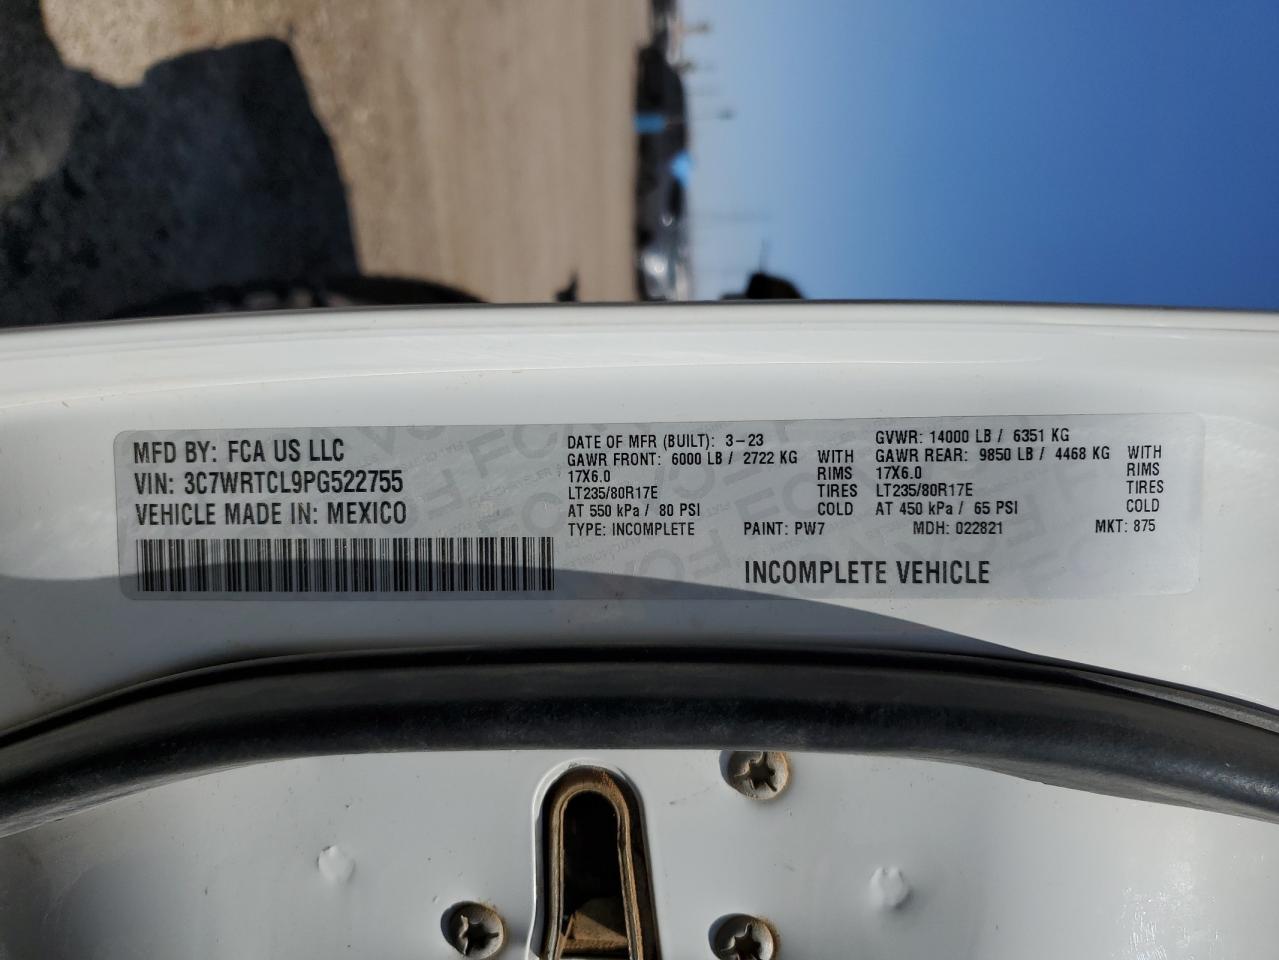 MFD BY: FCA US LLC
VIN: 3C7WRTCL9PG522755
VEHICLE MADE IN: MEXICO
DATE OF MFR (BUILT): 3-23
GAWR FRONT: 6000 LB / 2722 KG WITH
17X6.0 RIMS
LT235/80R17E TIRES
AT 550 kPa / 80 PSI COLD
TYPE: INCOMPLETE PAINT: PW7 MDH: 022821 MKT: 875
GVWR: 14000 LB / 6351 KG
GAWR REAR: 9850 LB / 4468 KG WITH
17X6.0 RIMS
LT235/80R17E TIRES
AT 450 kPa / 65 PSI COLD
INCOMPLETE VEHICLE